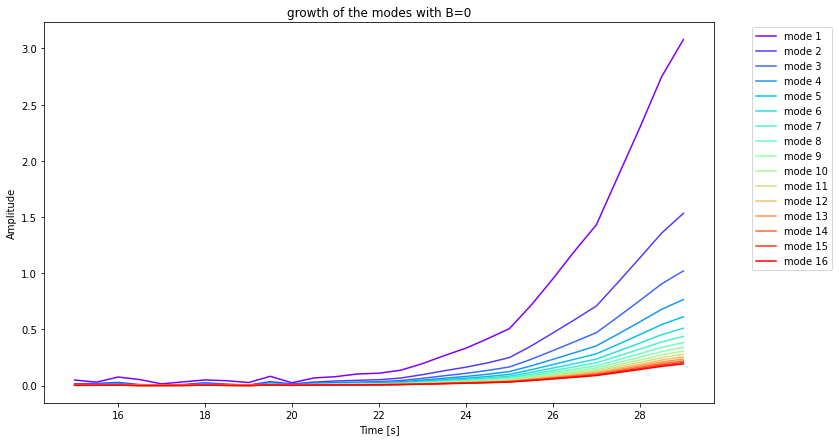 growth of the modes with B=0
Amplitude
3.0
2.5
2.0
1.5
1.0
0.5
0.0
16
18
20
22
24
26
28
Time [s]
mode 1
mode 2
mode 3
mode 4
mode 5
mode 6
mode 7
mode 8
mode 9
mode 10
mode 11
mode 12
mode 13
mode 14
mode 15
mode 16